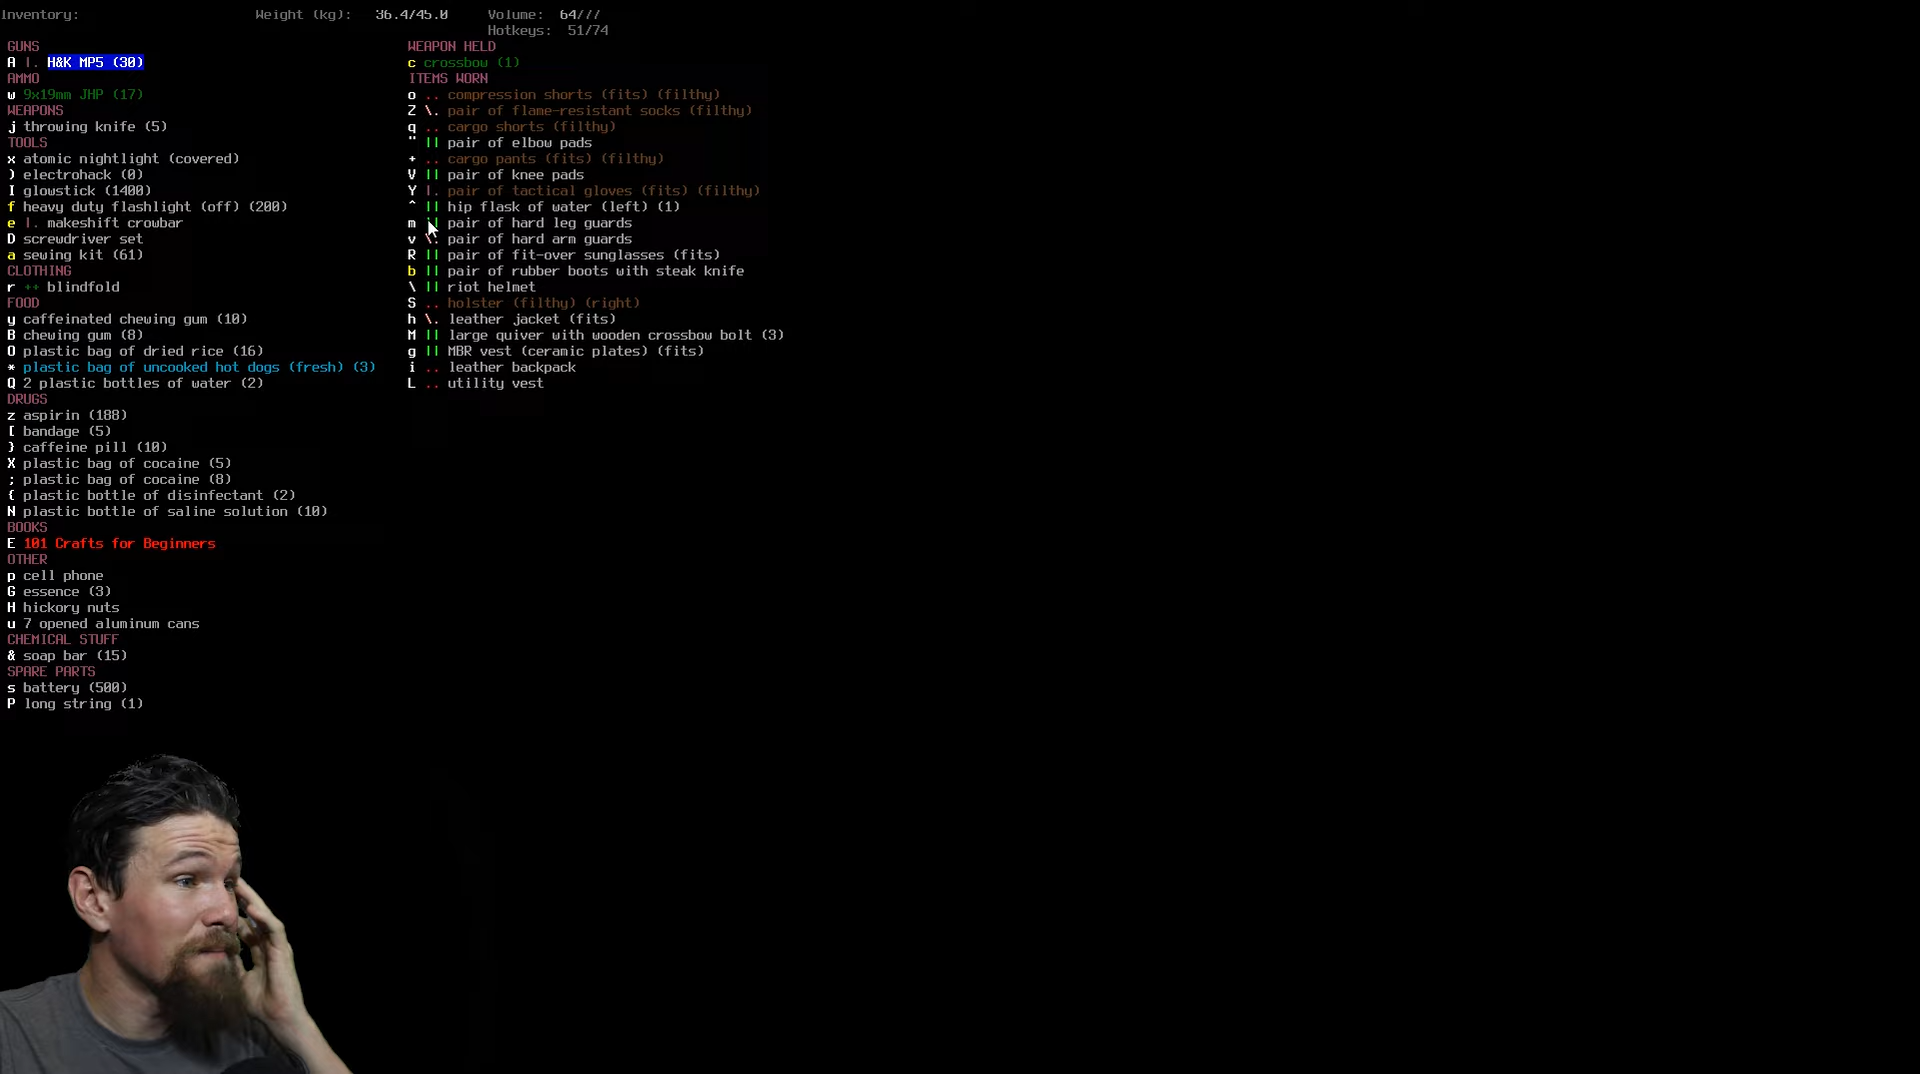 Inventory: Weight (kg): 36.4/45.0 Volume: 64/77
Hotkeys: 51/74
GUNS
A |. H&K MP5 (30)
AMMO
w 9x19mm JHP (17)
WEAPONS
j throwing knife (5)
TOOLS
x atomic nightlight (covered)
) electrohack (0)
I glowstick (1400)
f heavy duty flashlight (off) (200)
e |. makeshift crowbar
D screwdriver set
a sewing kit (61)
CLOTHING
r ++ blindfold
FOOD
y caffeinated chewing gum (10)
B chewing gum (8)
O plastic bag of dried rice (16)
* plastic bag of uncooked hot dogs (fresh) (3)
Q 2 plastic bottles of water (2)
DRUGS
z aspirin (188)
[ bandage (5)
} caffeine pill (10)
X plastic bag of cocaine (5)
; plastic bag of cocaine (8)
{ plastic bottle of disinfectant (2)
N plastic bottle of saline solution (10)
BOOKS
E 101 Crafts for Beginners
OTHER
p cell phone
G essence (3)
H hickory nuts
u 7 opened aluminum cans
CHEMICAL STUFF
& soap bar (15)
SPARE PARTS
s battery (500)
P long string (1)
WEAPON HELD
c crossbow (1)
ITEMS WORN
o .. compression shorts (fits) (filthy)
Z \. pair of flame-resistant socks (filthy)
q .. cargo shorts (filthy)
" || pair of elbow pads
+ .. cargo pants (fits) (filthy)
V || pair of knee pads
Y |. pair of tactical gloves (fits) (filthy)
^ || hip flask of water (left) (1)
m || pair of hard leg guards
v \. pair of hard arm guards
R || pair of fit-over sunglasses (fits)
b || pair of rubber boots with steak knife
\ || riot helmet
S .. holster (filthy) (right)
h \. leather jacket (fits)
M || large quiver with wooden crossbow bolt (3)
g || MBR vest (ceramic plates) (fits)
i .. leather backpack
L .. utility vest